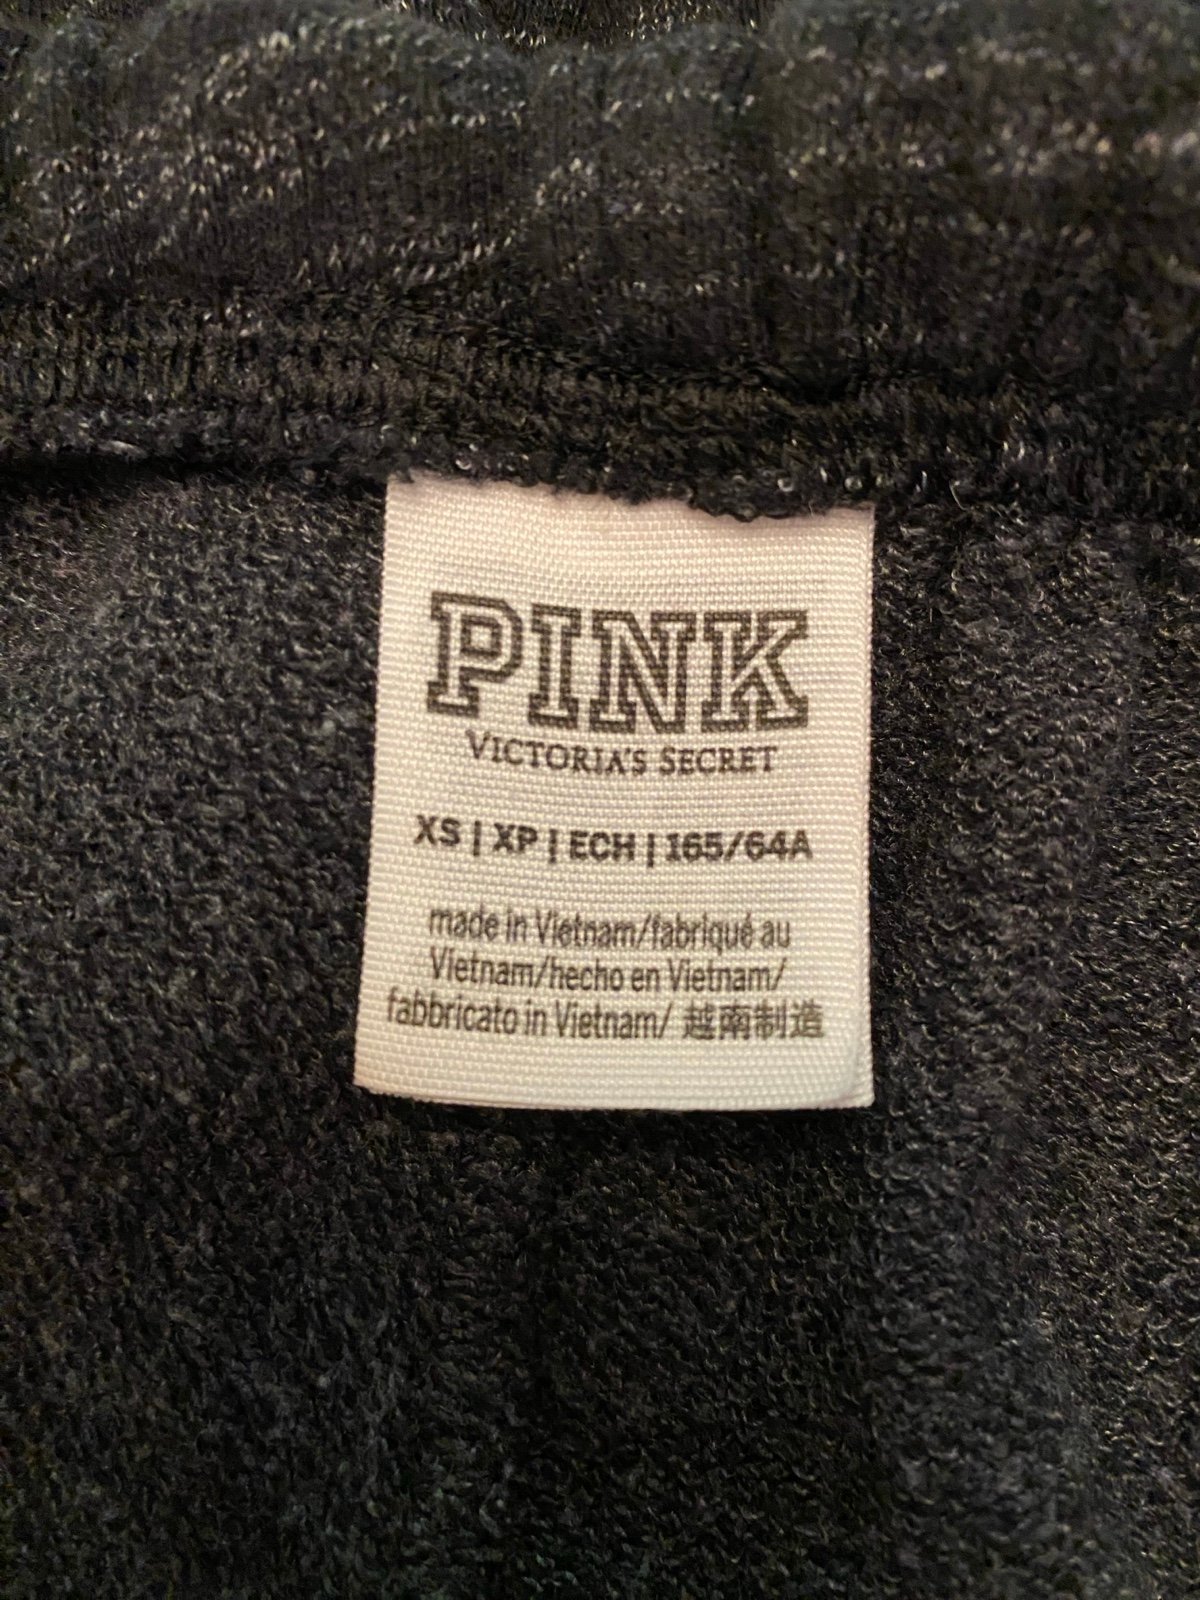 PINK
VICTORIA'S SECRET
XS | XP | ECH | 165/64A
made in Vietnam/fabriqué au
Vietnam/hecho en Vietnam/
fabbricato in Vietnam/ 越南制造